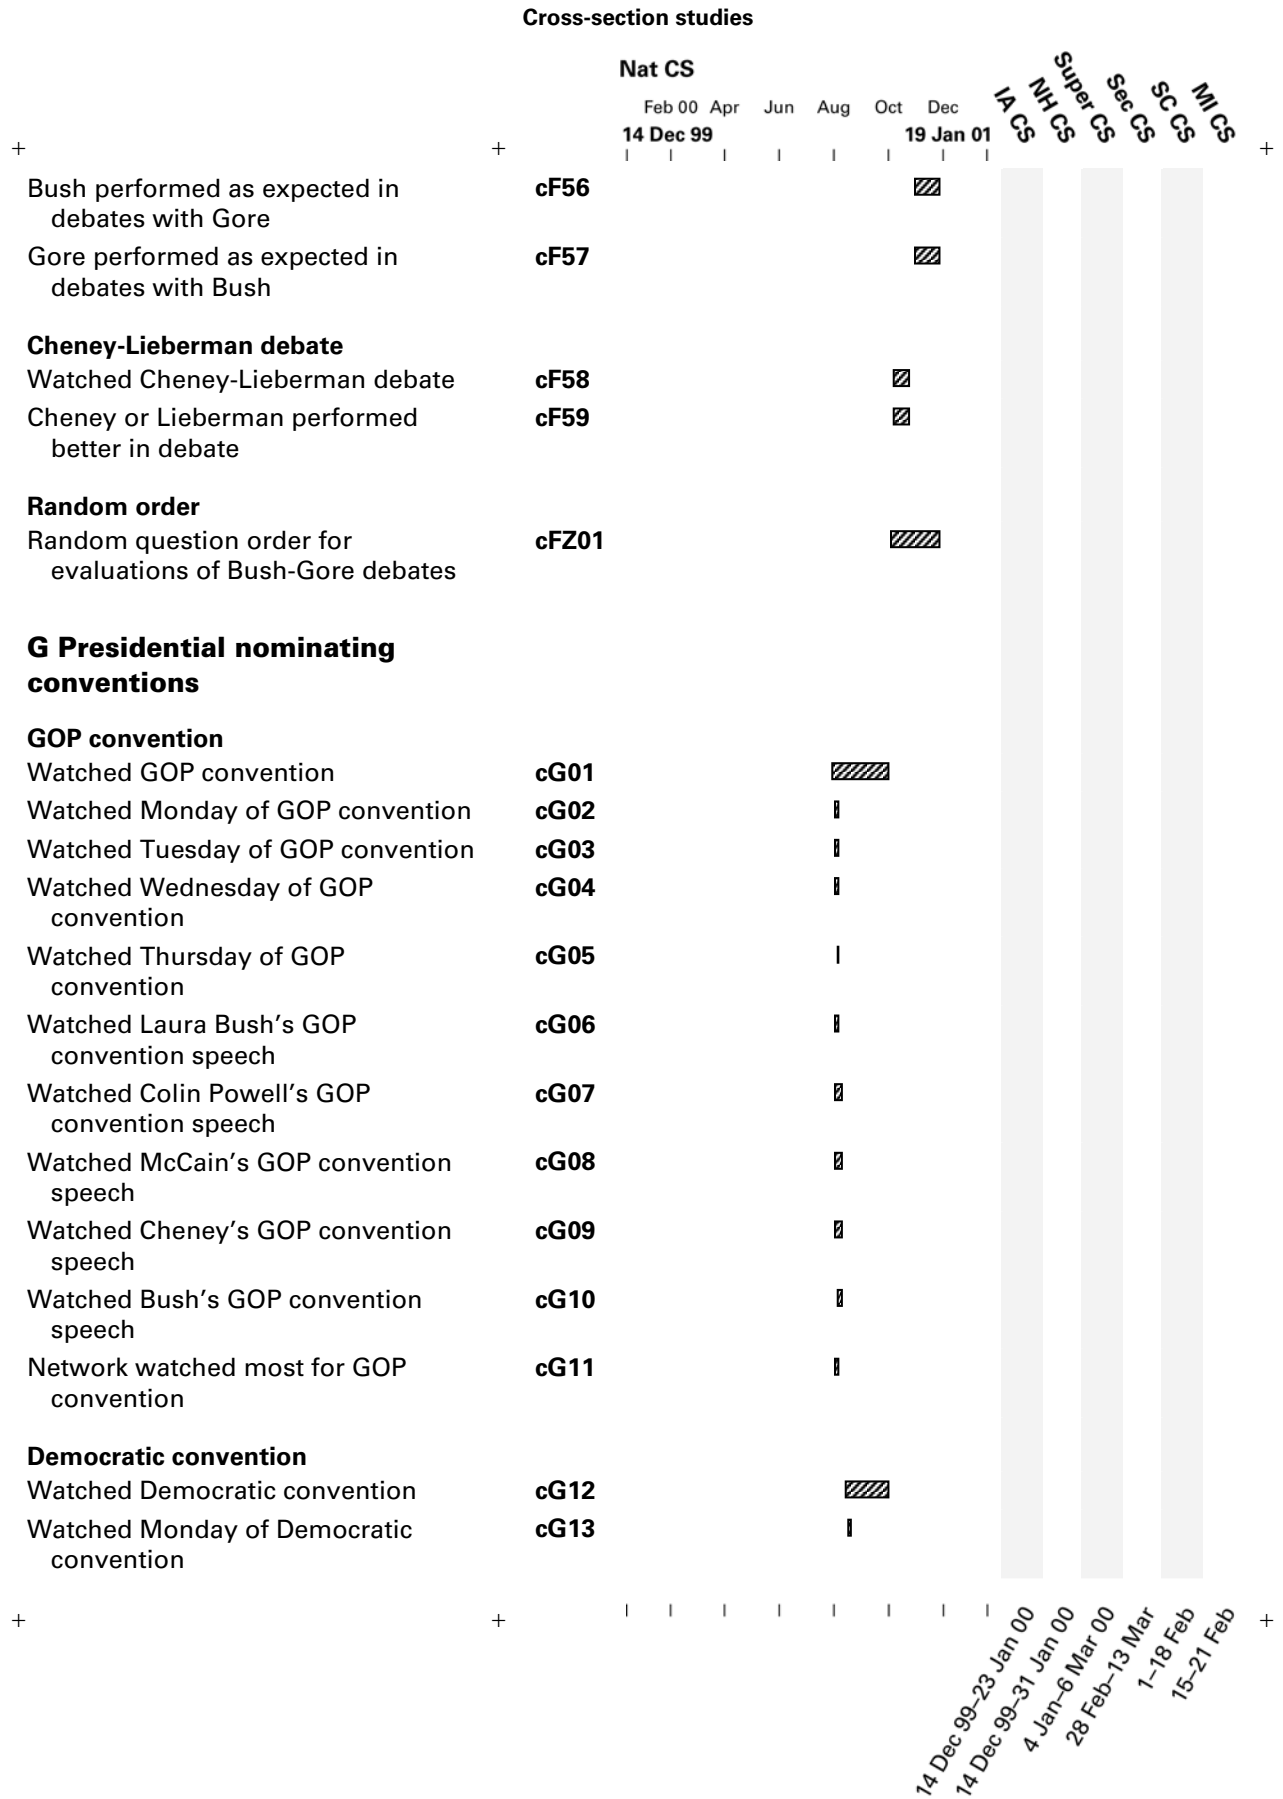 Cross-section studies
Nat CS
Feb 00 Apr Jun Aug Oct Dec
14 Dec 99 19 Jan 01
IA CS
NH CS
Super CS
Sec CS
SC CS
MI CS
Bush performed as expected in cF56
debates with Gore
Gore performed as expected in cF57
debates with Bush
Cheney-Lieberman debate
Watched Cheney-Lieberman debate cF58
Cheney or Lieberman performed cF59
better in debate
Random order
Random question order for cFZ01
evaluations of Bush-Gore debates
G Presidential nominating
conventions
GOP convention
Watched GOP convention cG01
Watched Monday of GOP convention cG02
Watched Tuesday of GOP convention cG03
Watched Wednesday of GOP cG04
convention
Watched Thursday of GOP cG05
convention
Watched Laura Bush’s GOP cG06
convention speech
Watched Colin Powell’s GOP cG07
convention speech
Watched McCain’s GOP convention cG08
speech
Watched Cheney’s GOP convention cG09
speech
Watched Bush’s GOP convention cG10
speech
Network watched most for GOP cG11
convention
Democratic convention
Watched Democratic convention cG12
Watched Monday of Democratic cG13
convention
14 Dec 99–23 Jan 00
14 Dec 99–31 Jan 00
4 Jan–6 Mar 00
28 Feb–13 Mar
1–18 Feb
15–21 Feb